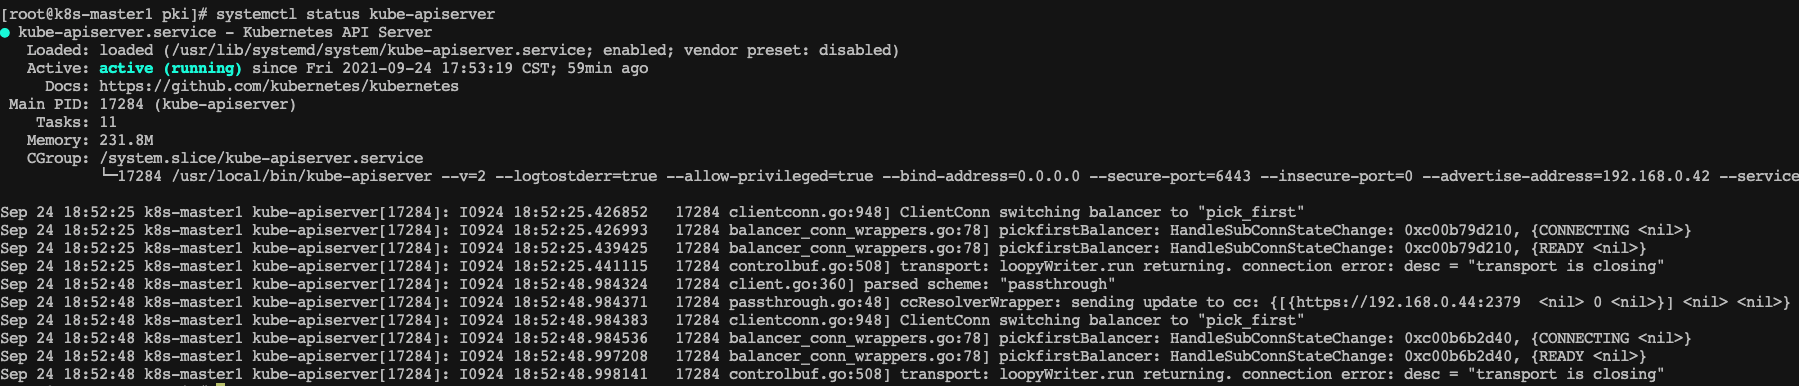 [root@k8s-master1 pki]# systemctl status kube-apiserver
● kube-apiserver.service - Kubernetes API Server
   Loaded: loaded (/usr/lib/systemd/system/kube-apiserver.service; enabled; vendor preset: disabled)
   Active: active (running) since Fri 2021-09-24 17:53:19 CST; 59min ago
     Docs: https://github.com/kubernetes/kubernetes
 Main PID: 17284 (kube-apiserver)
    Tasks: 11
   Memory: 231.8M
   CGroup: /system.slice/kube-apiserver.service
           └─17284 /usr/local/bin/kube-apiserver --v=2 --logtostderr=true --allow-privileged=true --bind-address=0.0.0.0 --secure-port=6443 --insecure-port=0 --advertise-address=192.168.0.42 --service
Sep 24 18:52:25 k8s-master1 kube-apiserver[17284]: I0924 18:52:25.426852   17284 clientconn.go:948] ClientConn switching balancer to "pick_first"
Sep 24 18:52:25 k8s-master1 kube-apiserver[17284]: I0924 18:52:25.426993   17284 balancer_conn_wrappers.go:78] pickfirstBalancer: HandleSubConnStateChange: 0xc00b79d210, {CONNECTING <nil>}
Sep 24 18:52:25 k8s-master1 kube-apiserver[17284]: I0924 18:52:25.439425   17284 balancer_conn_wrappers.go:78] pickfirstBalancer: HandleSubConnStateChange: 0xc00b79d210, {READY <nil>}
Sep 24 18:52:25 k8s-master1 kube-apiserver[17284]: I0924 18:52:25.441115   17284 controlbuf.go:508] transport: loopyWriter.run returning. connection error: desc = "transport is closing"
Sep 24 18:52:48 k8s-master1 kube-apiserver[17284]: I0924 18:52:48.984324   17284 client.go:360] parsed scheme: "passthrough"
Sep 24 18:52:48 k8s-master1 kube-apiserver[17284]: I0924 18:52:48.984371   17284 passthrough.go:48] ccResolverWrapper: sending update to cc: {[{https://192.168.0.44:2379  <nil> 0 <nil>}] <nil> <nil>}
Sep 24 18:52:48 k8s-master1 kube-apiserver[17284]: I0924 18:52:48.984383   17284 clientconn.go:948] ClientConn switching balancer to "pick_first"
Sep 24 18:52:48 k8s-master1 kube-apiserver[17284]: I0924 18:52:48.984536   17284 balancer_conn_wrappers.go:78] pickfirstBalancer: HandleSubConnStateChange: 0xc00b6b2d40, {CONNECTING <nil>}
Sep 24 18:52:48 k8s-master1 kube-apiserver[17284]: I0924 18:52:48.997208   17284 balancer_conn_wrappers.go:78] pickfirstBalancer: HandleSubConnStateChange: 0xc00b6b2d40, {READY <nil>}
Sep 24 18:52:48 k8s-master1 kube-apiserver[17284]: I0924 18:52:48.998141   17284 controlbuf.go:508] transport: loopyWriter.run returning. connection error: desc = "transport is closing"